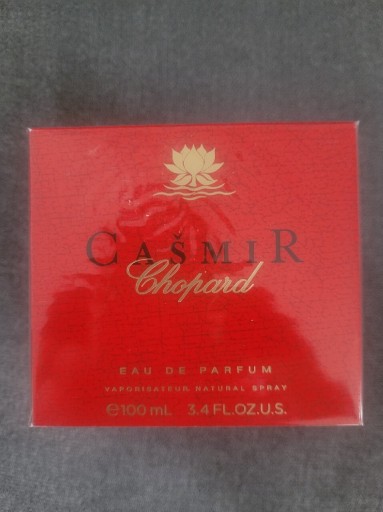 CAŠMIR
Chopard
EAU DE PARFUM
VAPORISATEUR NATURAL SPRAY
℮100 mL 3.4 FL.OZ.U.S.